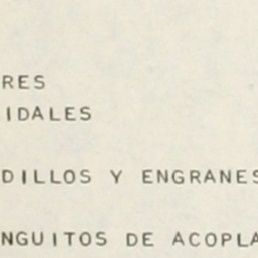 RES
IDALES
DILLOS Y ENGRANES
NGUITOS DE ACOPLA